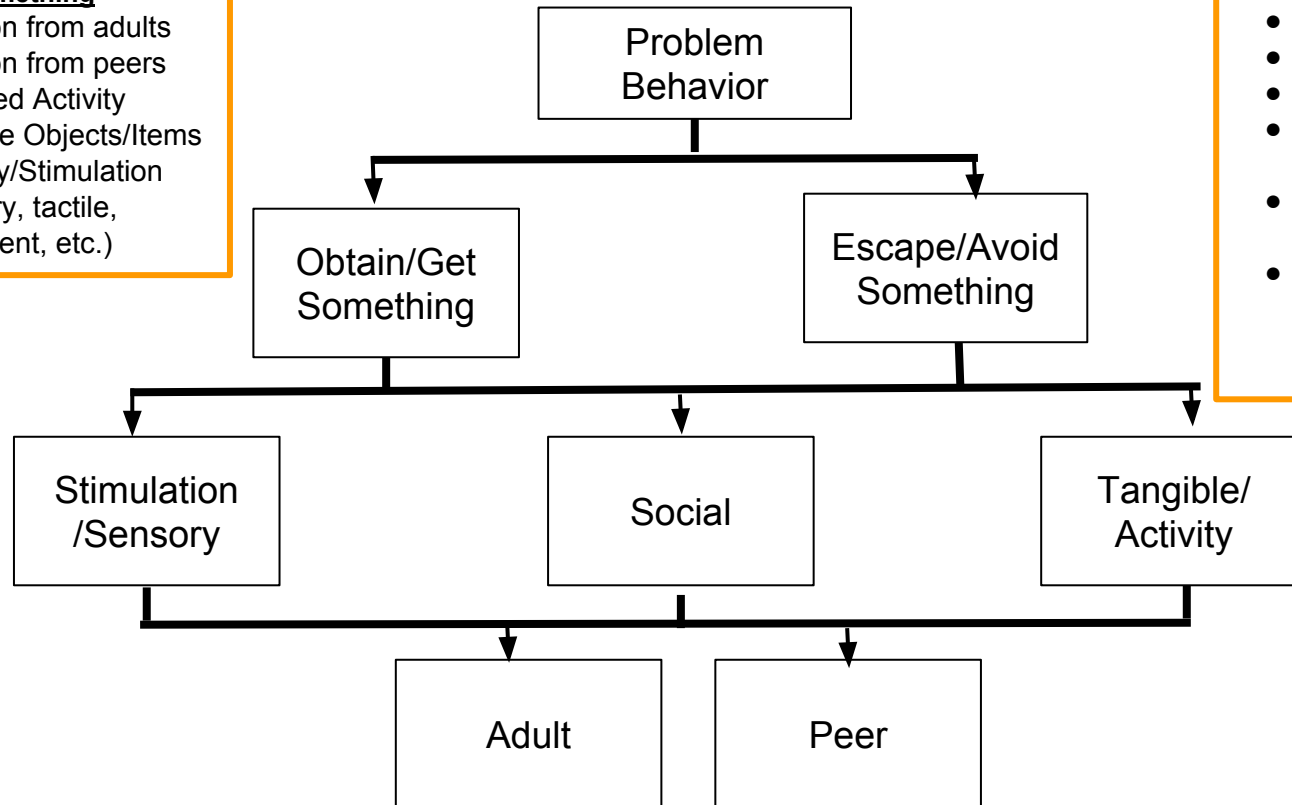 on from adults
on from peers
ed Activity
e Objects/Items
y/Stimulation
ry, tactile,
ent, etc.)
Problem
Behavior
Obtain/Get
Something
Escape/Avoid
Something
Stimulation
/Sensory
Social
Tangible/
Activity
Adult
Peer